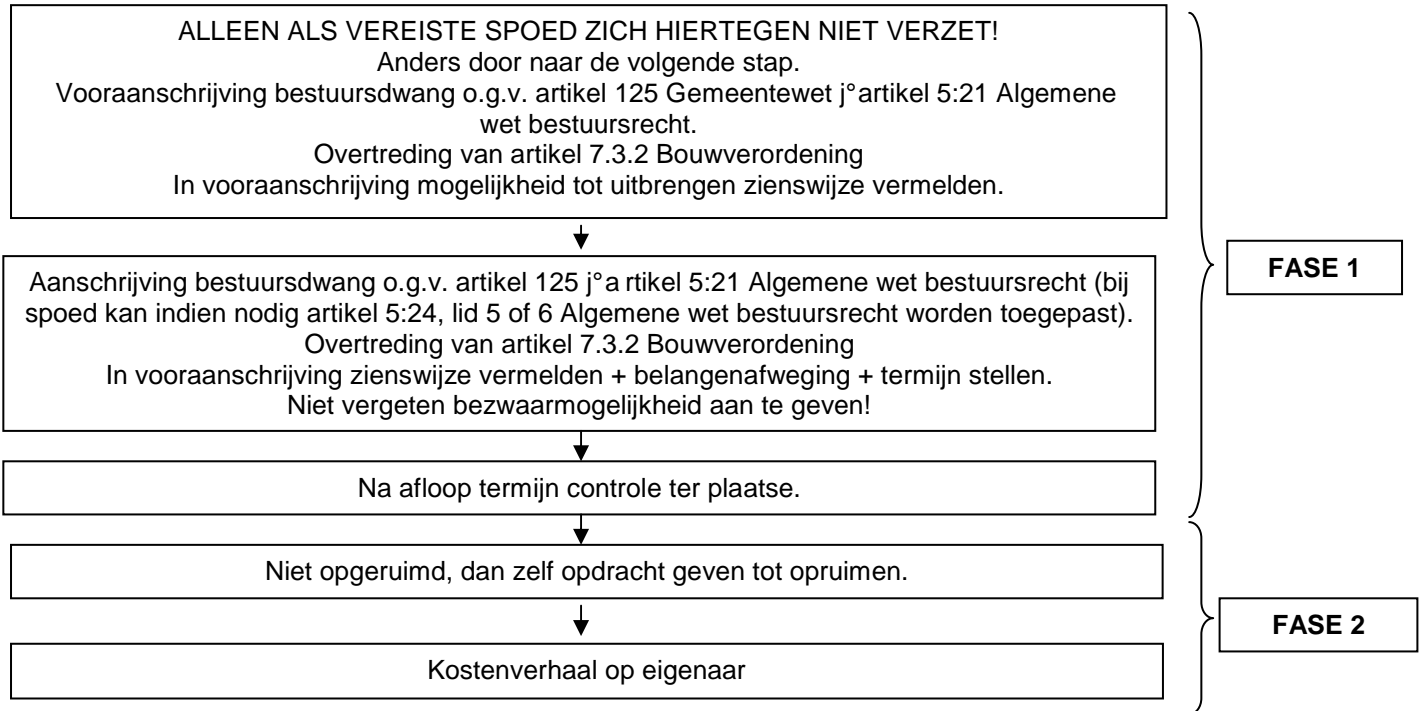 ALLEEN ALS VEREISTE SPOED ZICH HIERTEGEN NIET VERZET!
Anders door naar de volgende stap.
Vooraanschrijving bestuursdwang o.g.v. artikel 125 Gemeentewet j° artikel 5:21 Algemene
wet bestuursrecht.
Overtreding van artikel 7.3.2 Bouwverordening
In vooraanschrijving mogelijkheid tot uitbrengen zienswijze vermelden.
Aanschrijving bestuursdwang o.g.v. artikel 125 j° a rtikel 5:21 Algemene wet bestuursrecht (bij
spoed kan indien nodig artikel 5:24, lid 5 of 6 Algemene wet bestuursrecht worden toegepast).
Overtreding van artikel 7.3.2 Bouwverordening
In vooraanschrijving zienswijze vermelden + belangenafweging + termijn stellen.
Niet vergeten bezwaarmogelijkheid aan te geven!
FASE 1
Na afloop termijn controle ter plaatse.
Niet opgeruimd, dan zelf opdracht geven tot opruimen.
FASE 2
Kostenverhaal op eigenaar